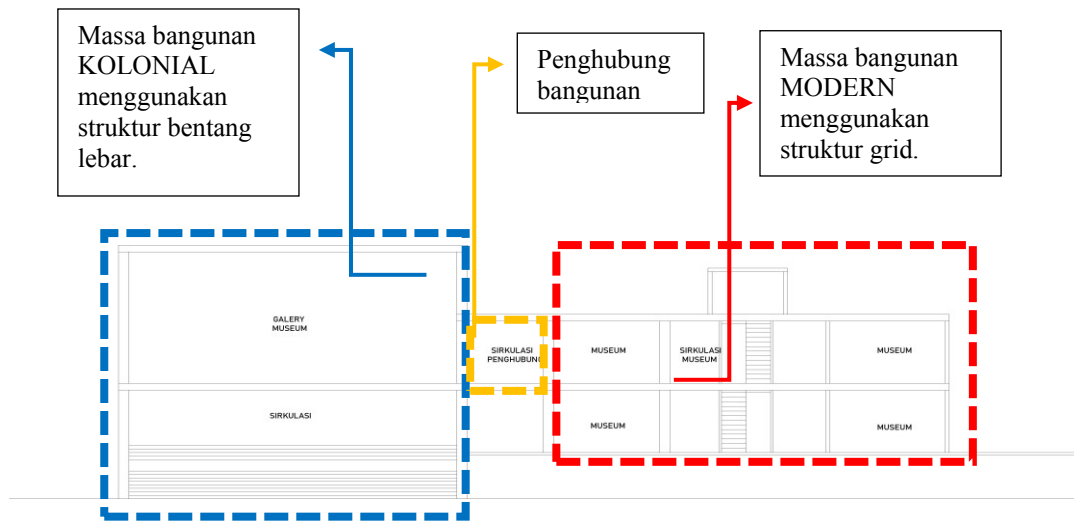 Massa bangunan
KOLONIAL
menggunakan
struktur bentang
lebar.
Penghubung
bangunan
Massa bangunan
MODERN
menggunakan
struktur grid.
GALERY
MUSEUM
SIRKULASI
PENGHUBUNG
MUSEUM
SIRKULASI
MUSEUM
MUSEUM
SIRKULASI
MUSEUM
MUSEUM